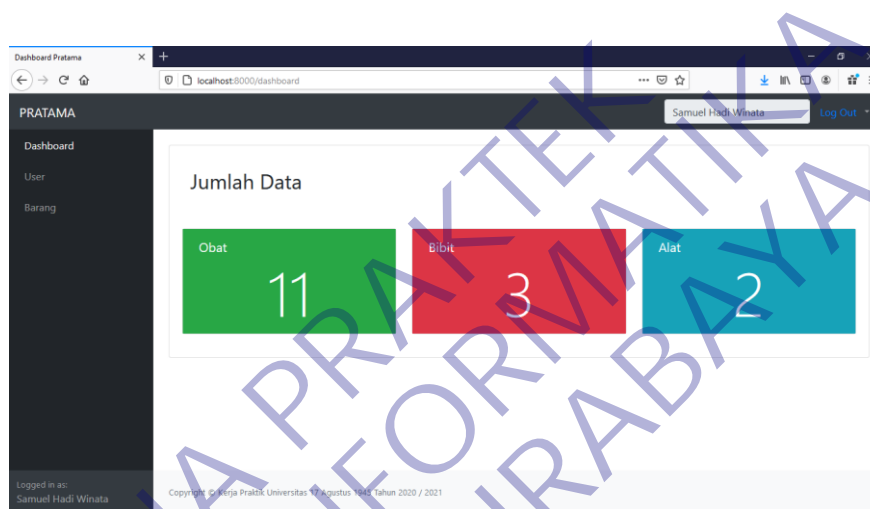 Dashboard Pratama
localhost:8000/dashboard
PRATAMA
Samuel Hadi Winata
Log Out
Dashboard
User
Barang
Jumlah Data
Obat
11
Bibit
3
Alat
2
Logged in as:
Samuel Hadi Winata
Copyright © Kerja Praktik Universitas 17 Agustus 1945 Tahun 2020 / 2021
A PRAKTEK
INFORMATIKA
SURABAYA